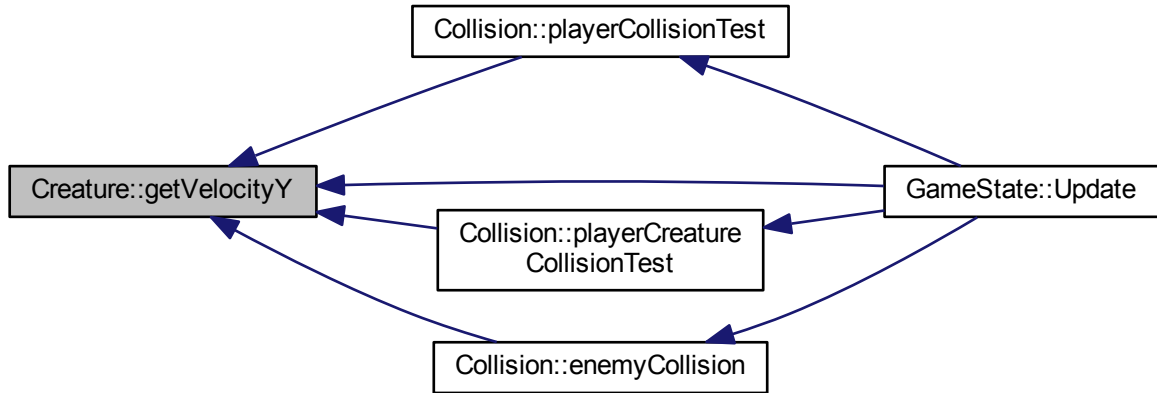 Collision::playerCollisionTest
Creature::getVelocityY
GameState::Update
Collision::playerCreature
CollisionTest
Collision::enemyCollision